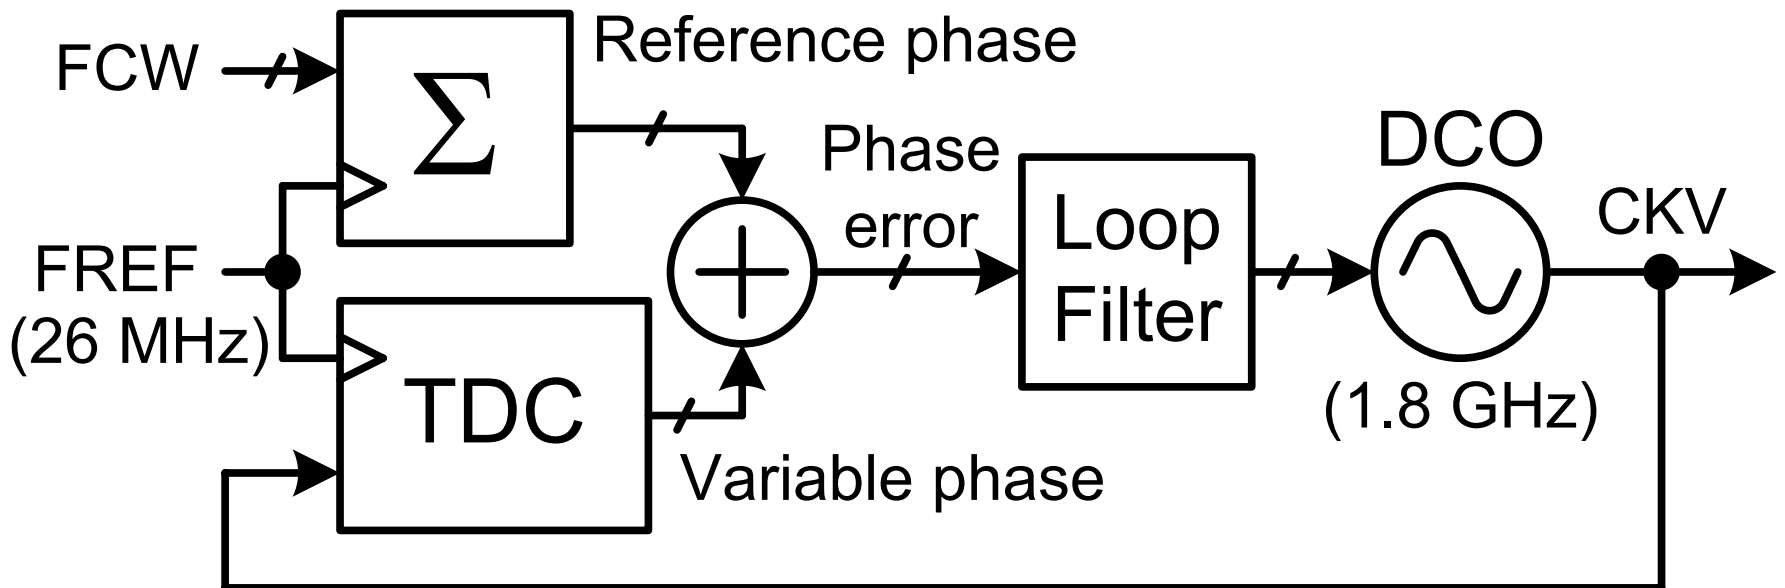 FCW
Σ
Reference phase
FREF
(26 MHz)
TDC
Variable phase
Phase
error
Loop
Filter
DCO
(1.8 GHz)
CKV